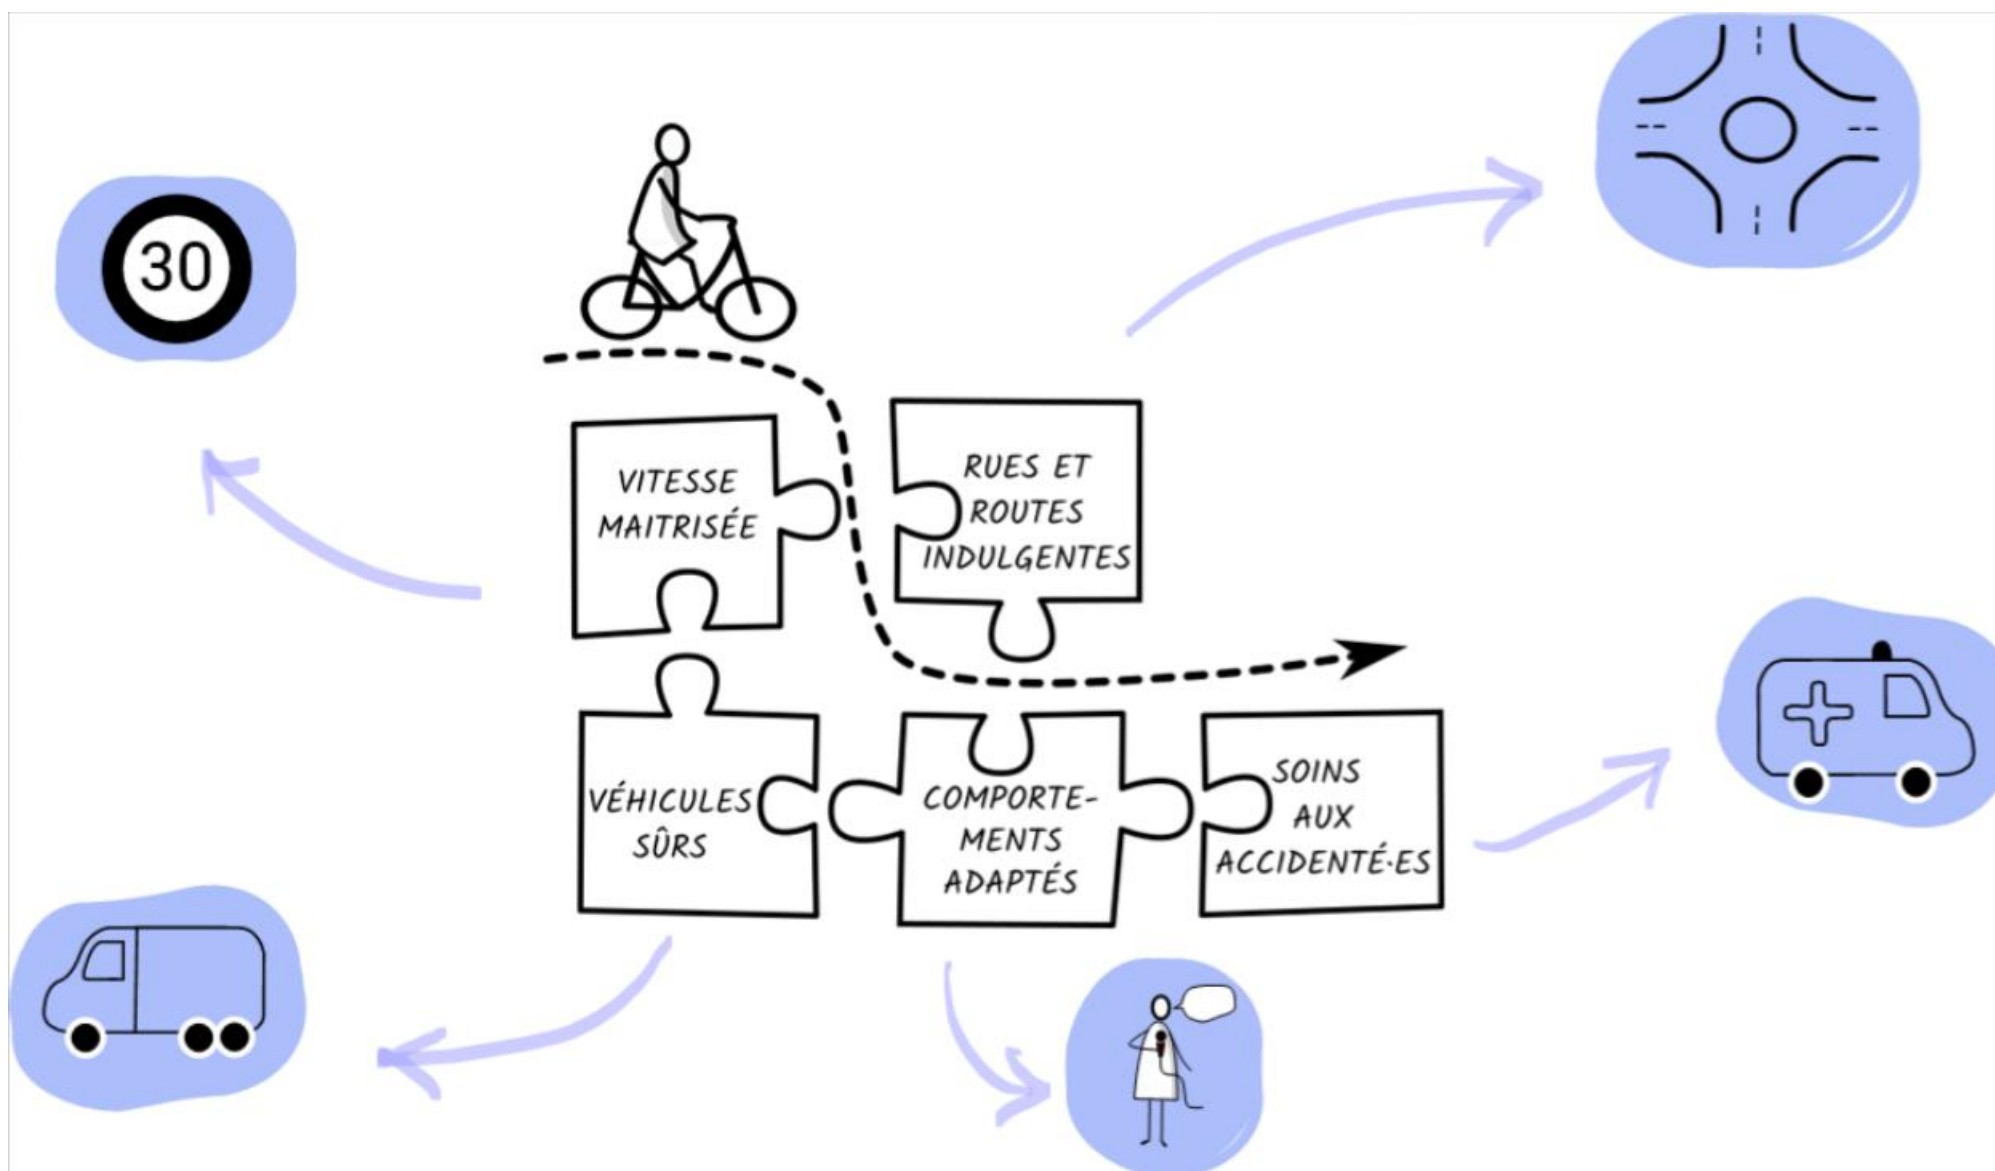 30
VITESSE
MAITRISÉE
RUES ET
ROUTES
INDULGENTES
VÉHICULES
SÛRS
COMPORTE-
MENTS
ADAPTÉS
SOINS
AUX
ACCIDENTÉ·ES